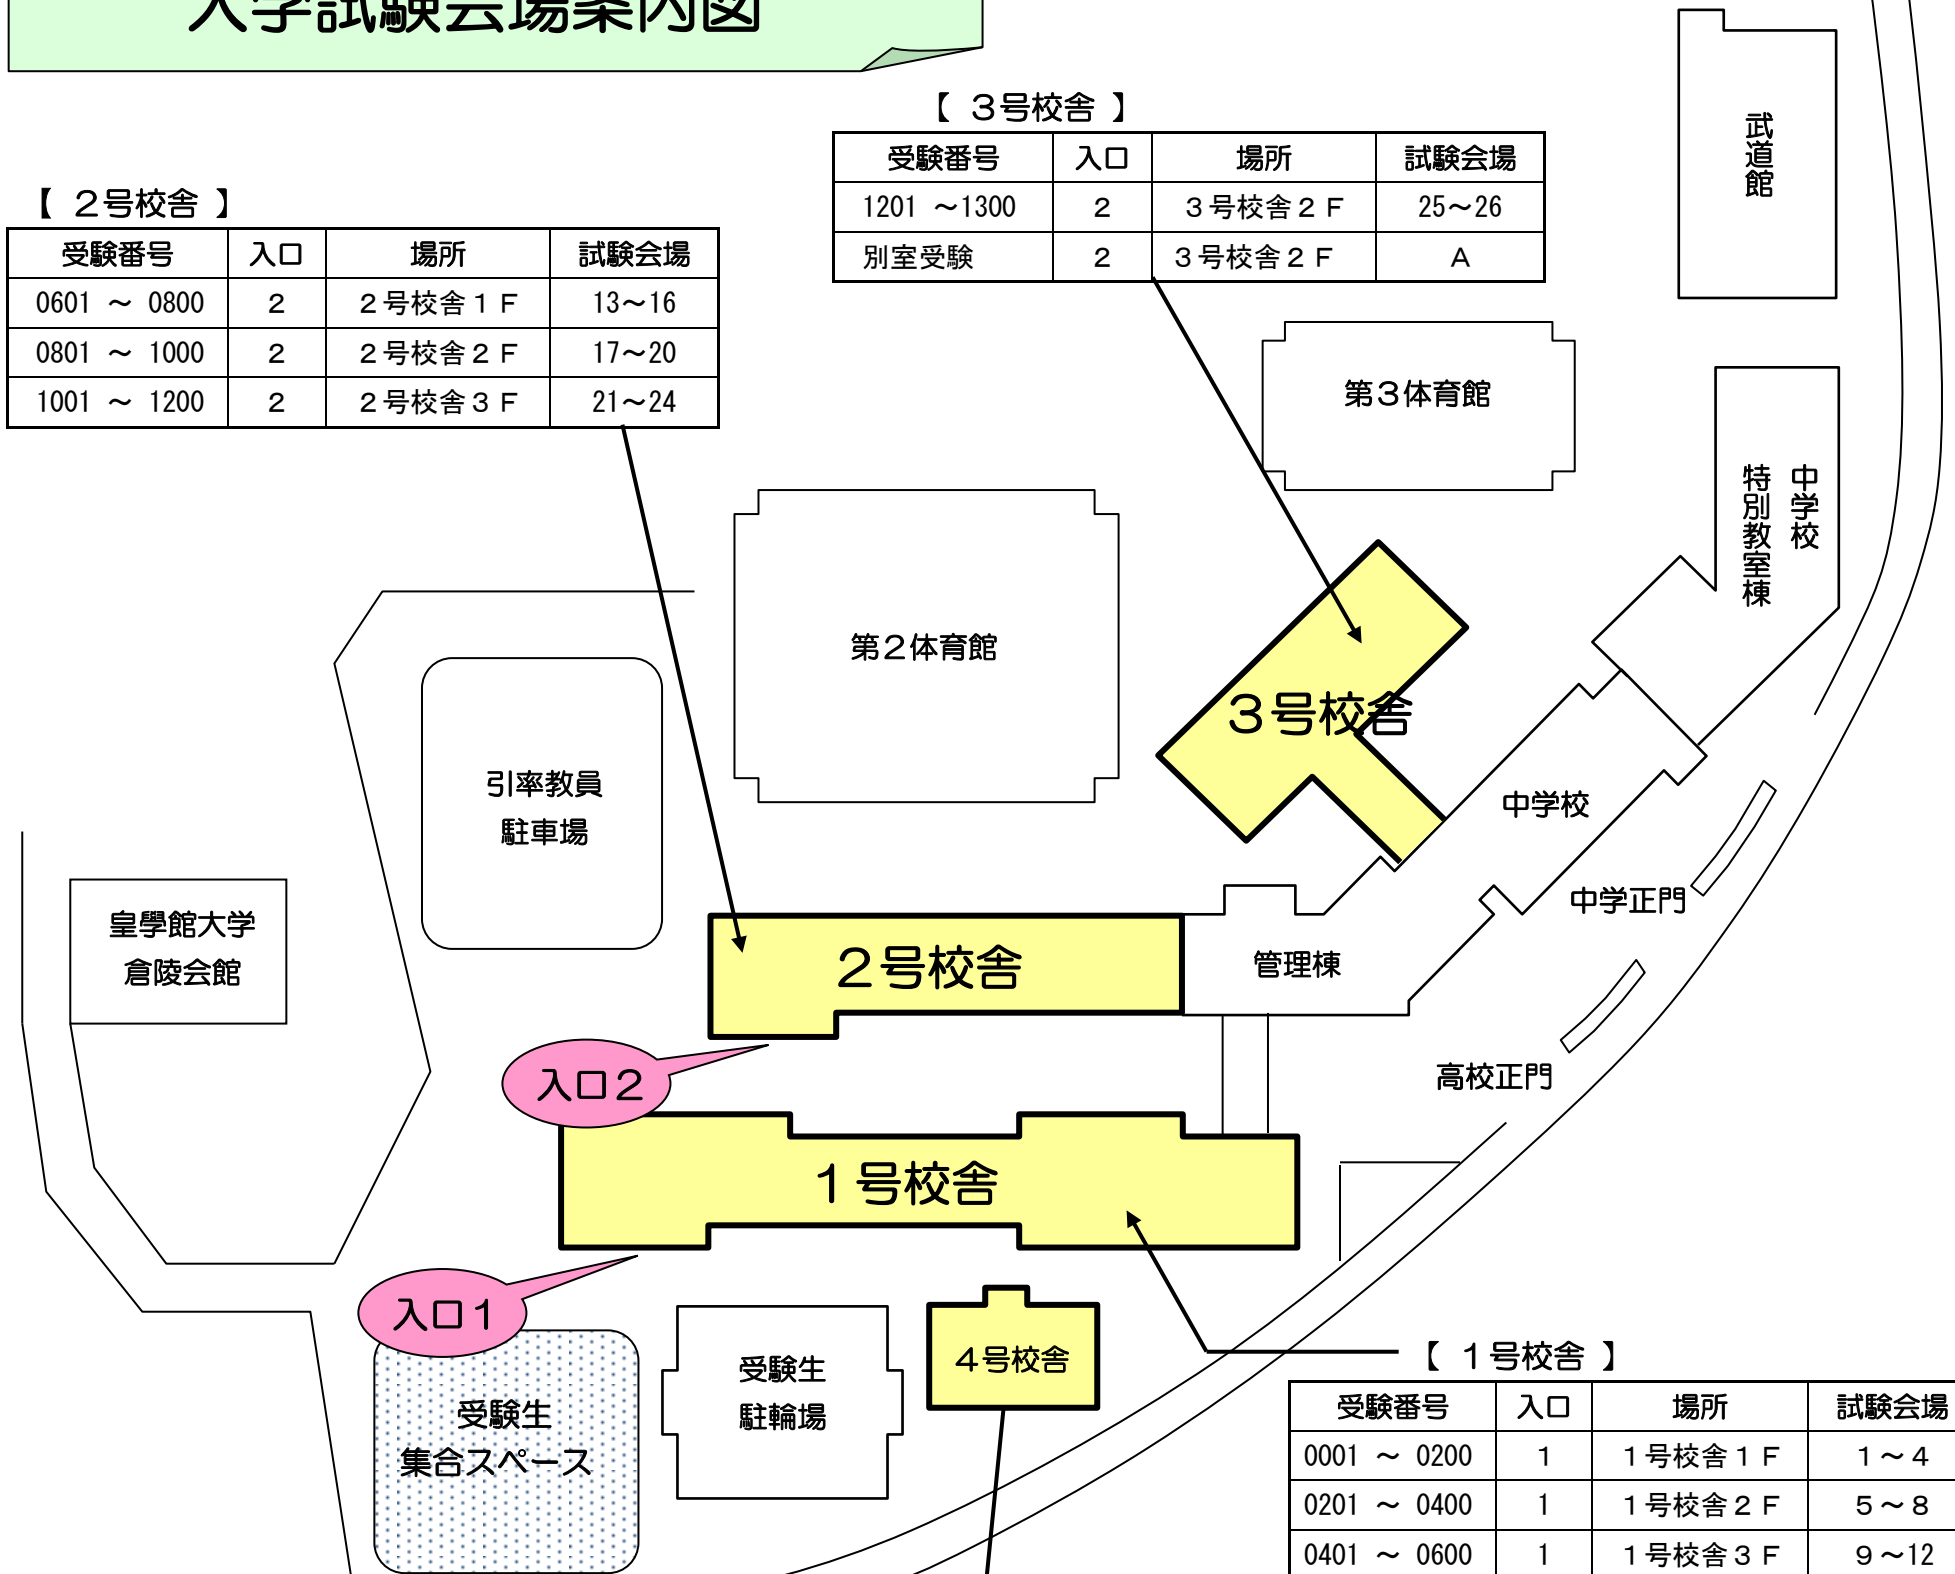 入学試験会場案内図
【 3号校舎 】
受験番号 入口 場所 試験会場
1201 ～1300 2 3号校舎2F 25～26
別室受験 2 3号校舎2F A
【 2号校舎 】
受験番号 入口 場所 試験会場
0601 ～ 0800 2 2号校舎1F 13～16
0801 ～ 1000 2 2号校舎2F 17～20
1001 ～ 1200 2 2号校舎3F 21～24
武道館
第3体育館
中学校
特別教室棟
第2体育館
3号校舎
引率教員
駐車場
中学校
中学正門
皇學館大学
倉陵会館
2号校舎
管理棟
高校正門
入口2
1号校舎
入口1
受験生
集合スペース
受験生
駐輪場
4号校舎
【 1号校舎 】
受験番号 入口 場所 試験会場
0001 ～ 0200 1 1号校舎1F 1～4
0201 ～ 0400 1 1号校舎2F 5～8
0401 ～ 0600 1 1号校舎3F 9～12